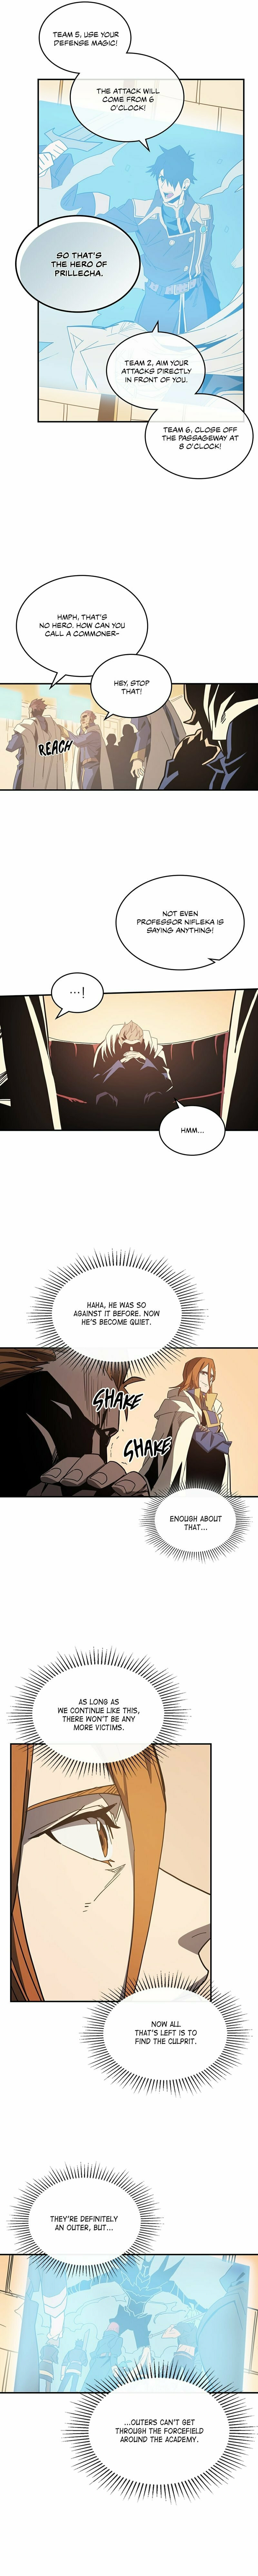 TEAM 5, USE YOUR
DEFENSE MAGIC!
THE ATTACK WILL
COME FROM 6
O'CLOCK!
SO THAT'S
THE HERO OF
PRILLECHA.
TEAM 2, AIM YOUR
ATTACKS DIRECTLY
IN FRONT OF YOU.
TEAM 6, CLOSE OFF
THE PASSAGEWAY AT
8 O'CLOCK!
HMPH, THAT'S
NO HERO. HOW CAN YOU
CALL A COMMONER-
HEY, STOP
THAT!
REACH
NOT EVEN
PROFESSOR NIFLEKA IS
SAYING ANYTHING!
...!
HMM...
HAHA, HE WAS SO
AGAINST IT BEFORE. NOW
HE'S BECOME QUIET.
SHAKE
SHAKE
ENOUGH ABOUT
THAT...
AS LONG AS
WE CONTINUE LIKE THIS,
THERE WON'T BE ANY
MORE VICTIMS.
NOW ALL
THAT'S LEFT IS TO
FIND THE CULPRIT.
THEY'RE DEFINITELY
AN OUTER, BUT...
...OUTERS CAN'T GET
THROUGH THE FORCEFIELD
AROUND THE ACADEMY.